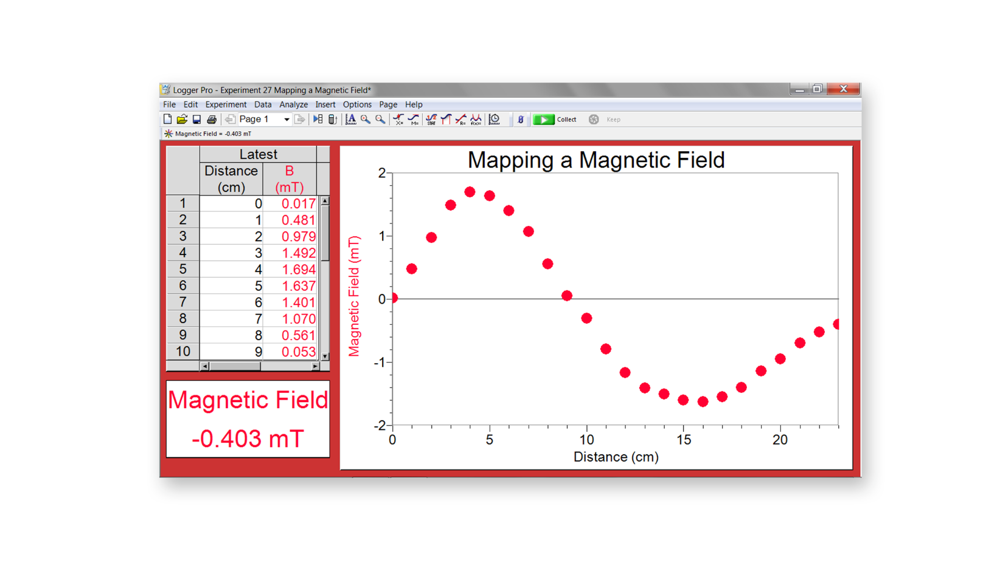 Logger Pro - Experiment 27 Mapping a Magnetic Field*
File Edit Experiment Data Analyze Insert Options Page Help
Page 1 X= M= STAT R= f(x)= Collect Keep
Magnetic Field = -0.403 mT
Latest
Distance (cm) B (mT)
1 0 0.017
2 1 0.481
3 2 0.979
4 3 1.492
5 4 1.694
6 5 1.637
7 6 1.401
8 7 1.070
9 8 0.561
10 9 0.053
Magnetic Field
-0.403 mT
Mapping a Magnetic Field
Magnetic Field (mT)
2
1
0
-1
-2
0 5 10 15 20
Distance (cm)